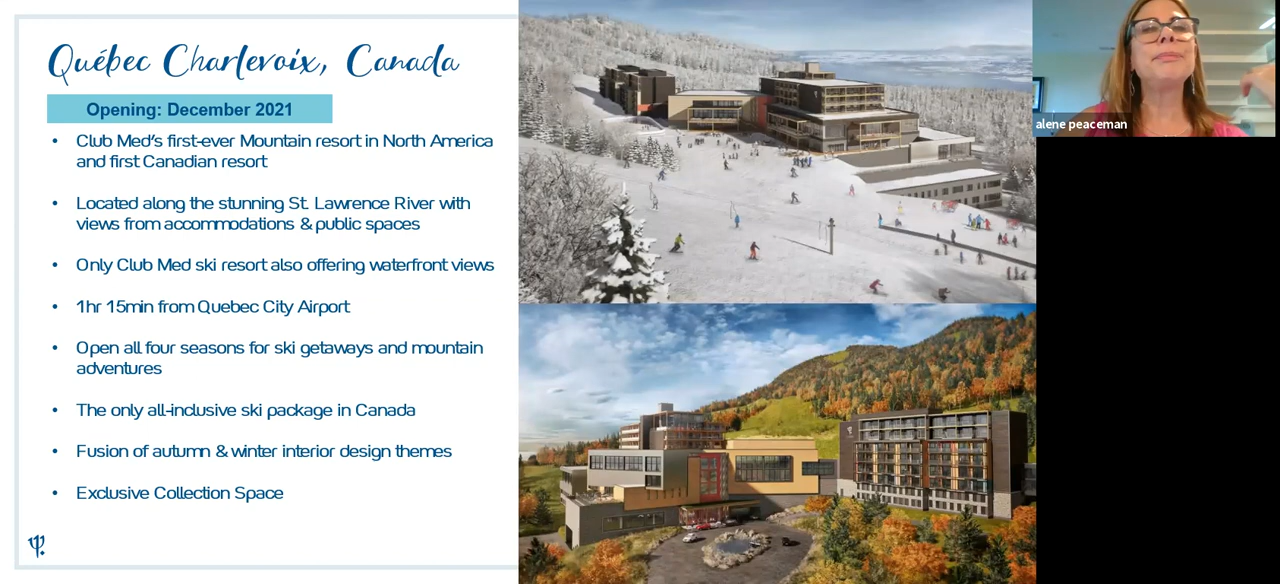 Québec Charlevoix, Canada
Opening: December 2021
• Club Med's first-ever Mountain resort in North America
and first Canadian resort
• Located along the stunning St. Lawrence River with
views from accommodations & public spaces
• Only Club Med ski resort also offering waterfront views
• 1hr 15min from Quebec City Airport
• Open all four seasons for ski getaways and mountain
adventures
• The only all-inclusive ski package in Canada
• Fusion of autumn & winter interior design themes
• Exclusive Collection Space
alene peaceman